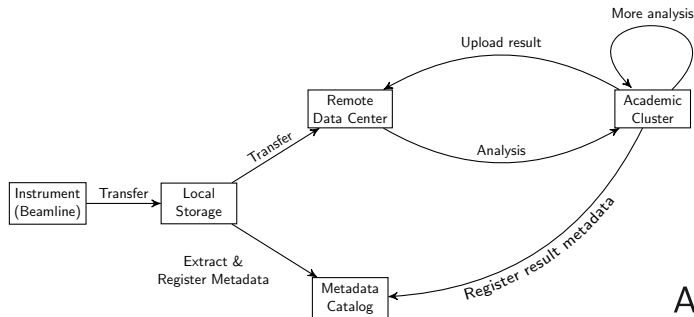 More analysis
Upload result
Remote
Data Center
Academic
Cluster
Transfer
Analysis
Instrument
(Beamline)
Transfer
Local
Storage
Extract &
Register Metadata
Register result metadata
Metadata
Catalog
A